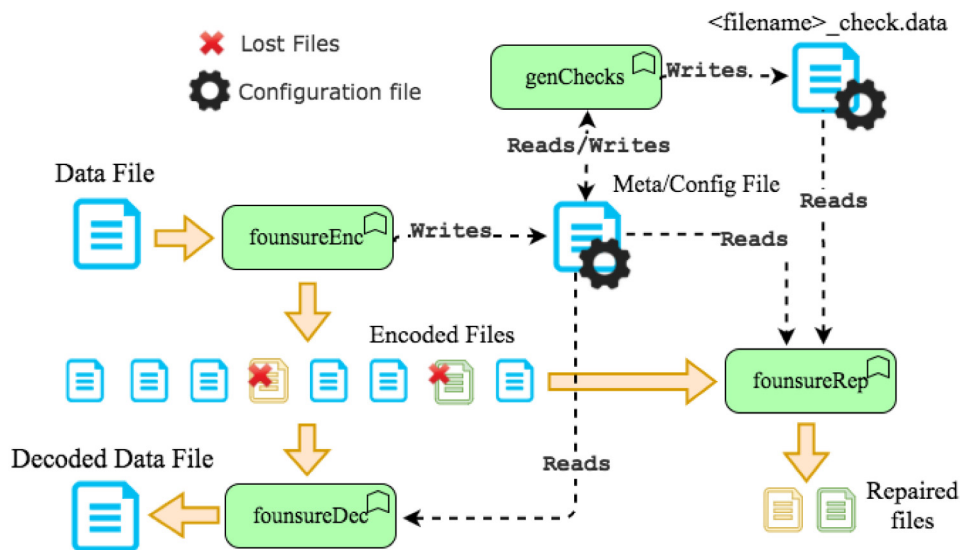 <filename>_check.data
Lost Files
genChecks
Writes
Configuration file
Reads/Writes
Data File
Meta/Config File
Reads
founsureEnc
Writes
Reads
Encoded Files
founsureRep
Decoded Data File
Reads
founsureDec
Repaired
files